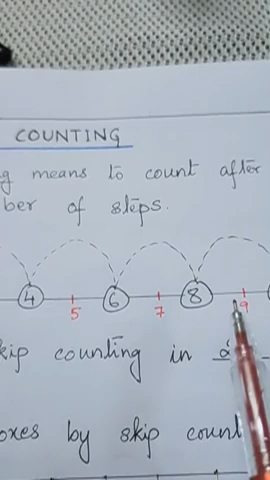 COUNTING
g means to count after
ber of steps.
4 5 6 7 8 9
kip counting in 2
oxes by skip count